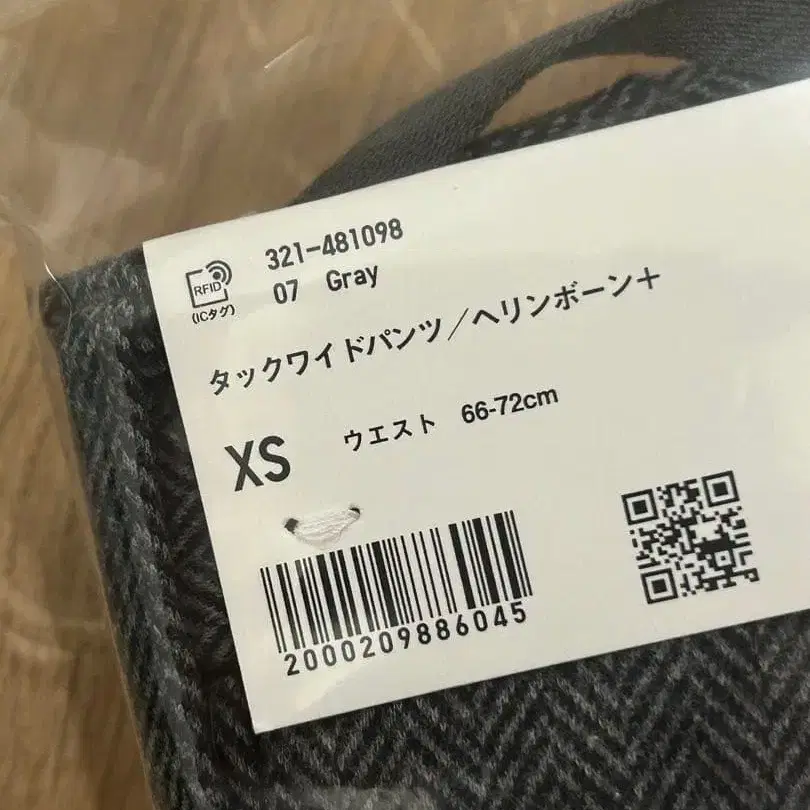 321-481098
RFID
07 Gray
(ICタグ)
タックワイドパンツ/ヘリンボーン+
XS ウエスト 66-72cm
2000209886045